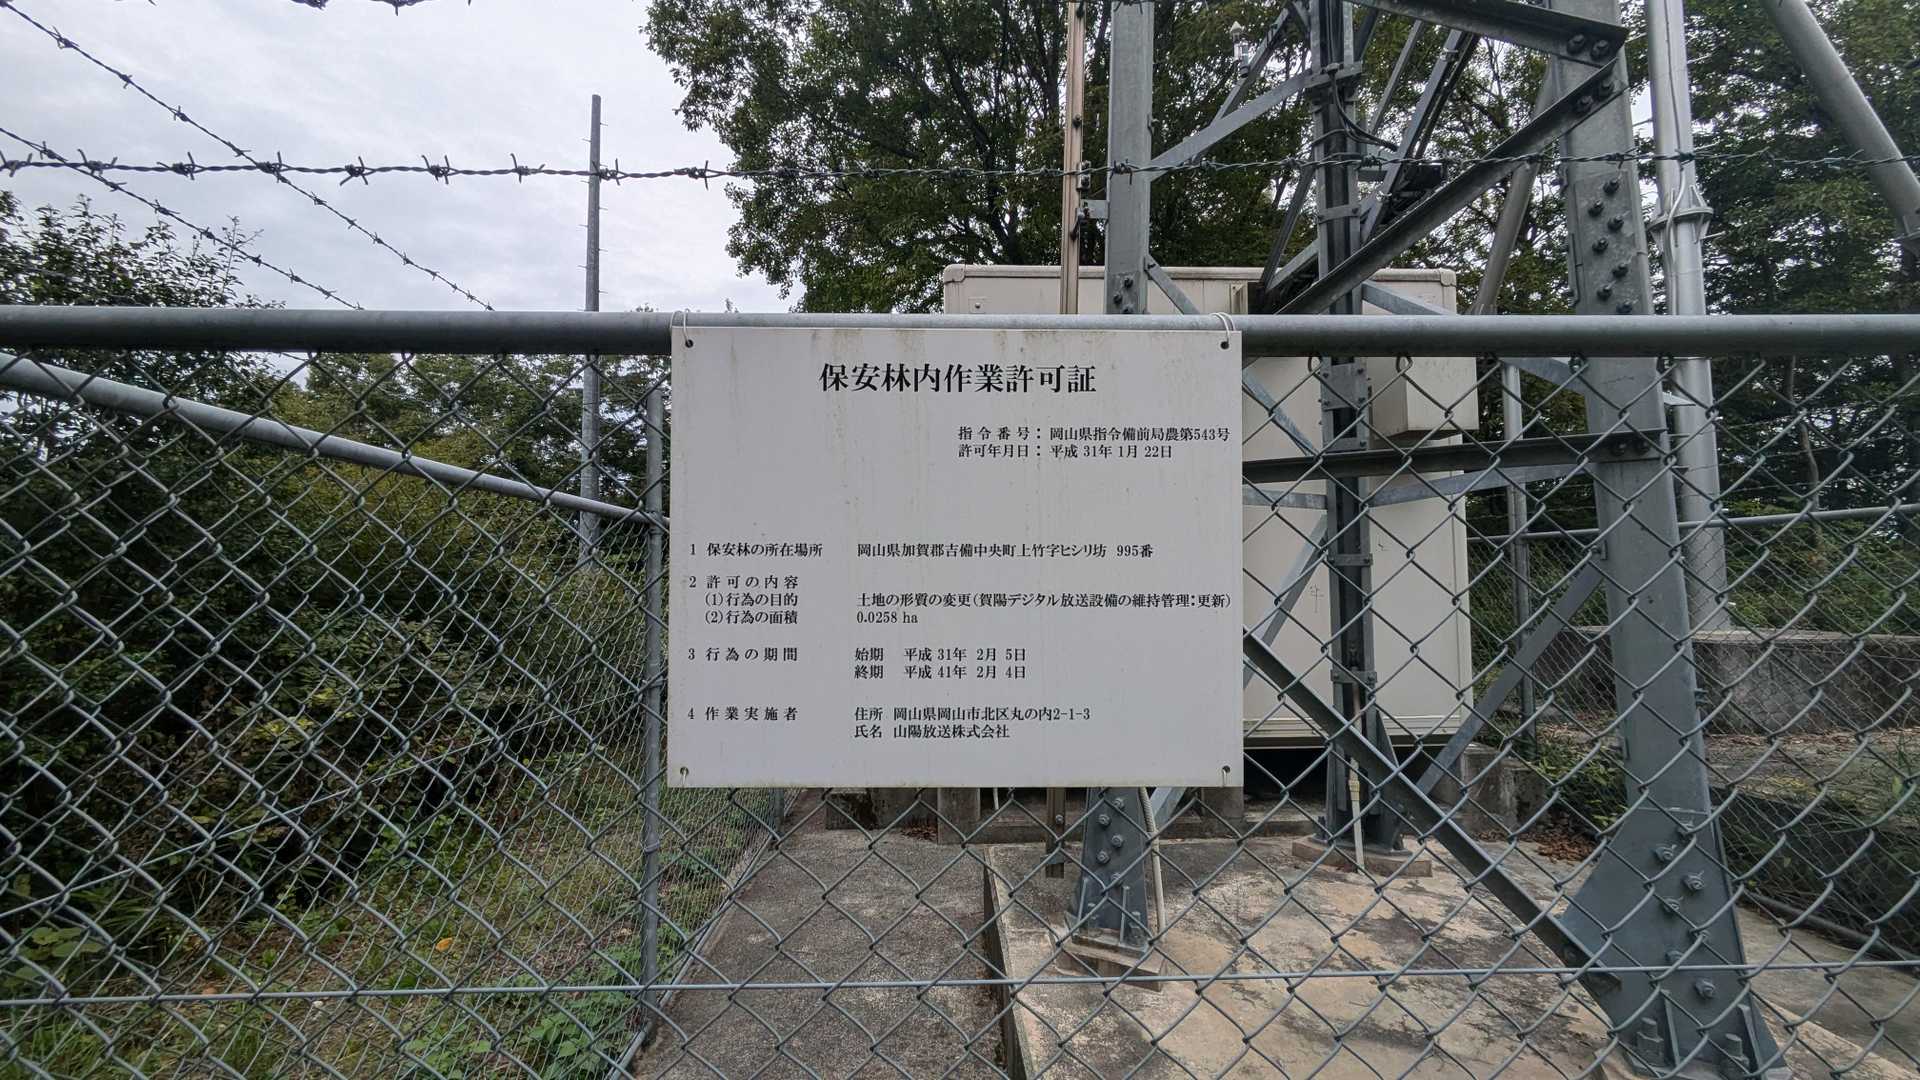 保安林内作業許可証
指令番号：岡山県指令備前局農第543号
許可年月日：平成 31年 1月 22日
1 保安林の所在場所 岡山県加賀郡吉備中央町上竹字ヒシリ坊 995番
2 許可の内容
(1)行為の目的 土地の形質の変更(賀陽デジタル放送設備の維持管理：更新)
(2)行為の面積 0.0258 ha
3 行為の期間 始期 平成 31年 2月 5日
終期 平成 41年 2月 4日
4 作業実施者 住所 岡山県岡山市北区丸の内2-1-3
氏名 山陽放送株式会社